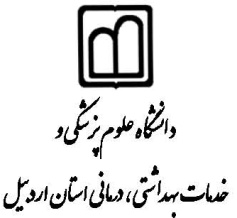 دانشگاه علوم پزشکی و
خدمات بهداشتی، درمانی استان اردبیل